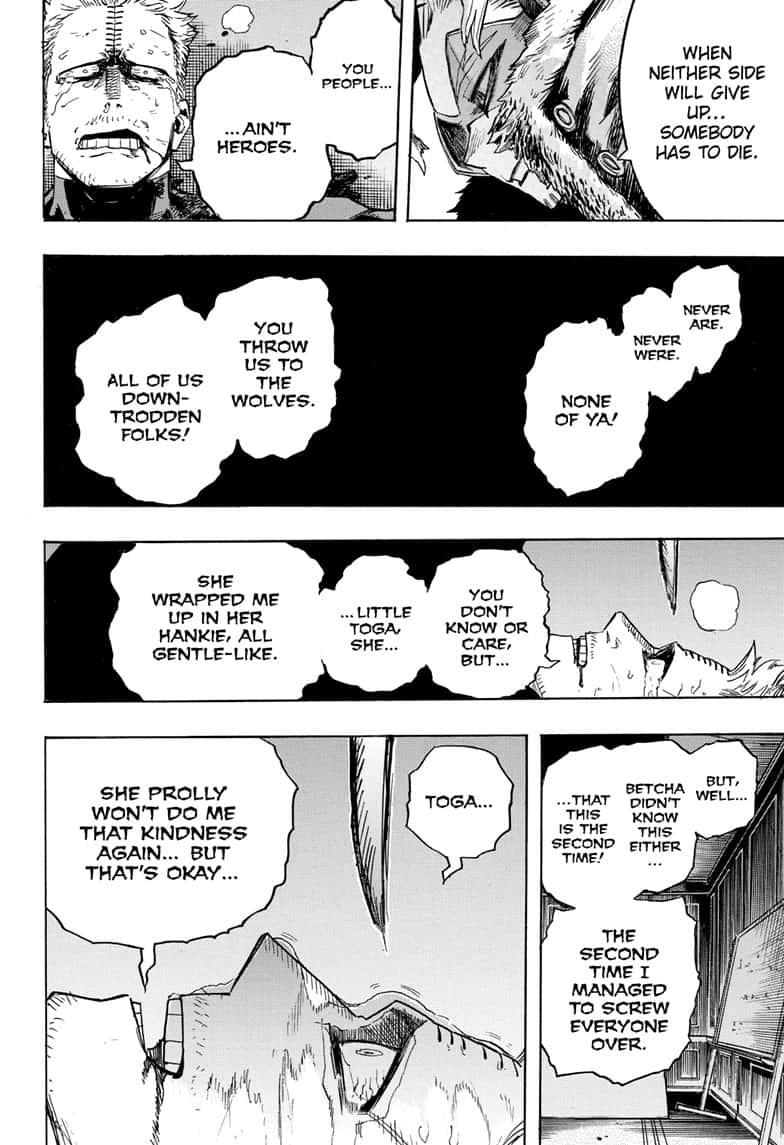 WHEN
NEITHER SIDE
WILL GIVE
UP...
SOMEBODY
HAS TO DIE.
YOU
PEOPLE...
...AIN'T
HEROES.
NEVER
ARE.
NEVER
WERE.
NONE
OF YA!
YOU
THROW
US TO
THE
WOLVES.
ALL OF US
DOWN-
TRODDEN
FOLKS!
YOU
DON'T
KNOW OR
CARE,
BUT...
...LITTLE
TOGA,
SHE...
SHE
WRAPPED ME
UP IN HER
HANKIE, ALL
GENTLE-LIKE.
BUT,
WELL...
BETCHA
DIDN'T
KNOW
THIS
EITHER
...
...THAT
THIS
IS THE
SECOND
TIME!
THE
SECOND
TIME I
MANAGED
TO SCREW
EVERYONE
OVER.
TOGA...
SHE PROLLY
WON'T DO ME
THAT KINDNESS
AGAIN... BUT
THAT'S OKAY...